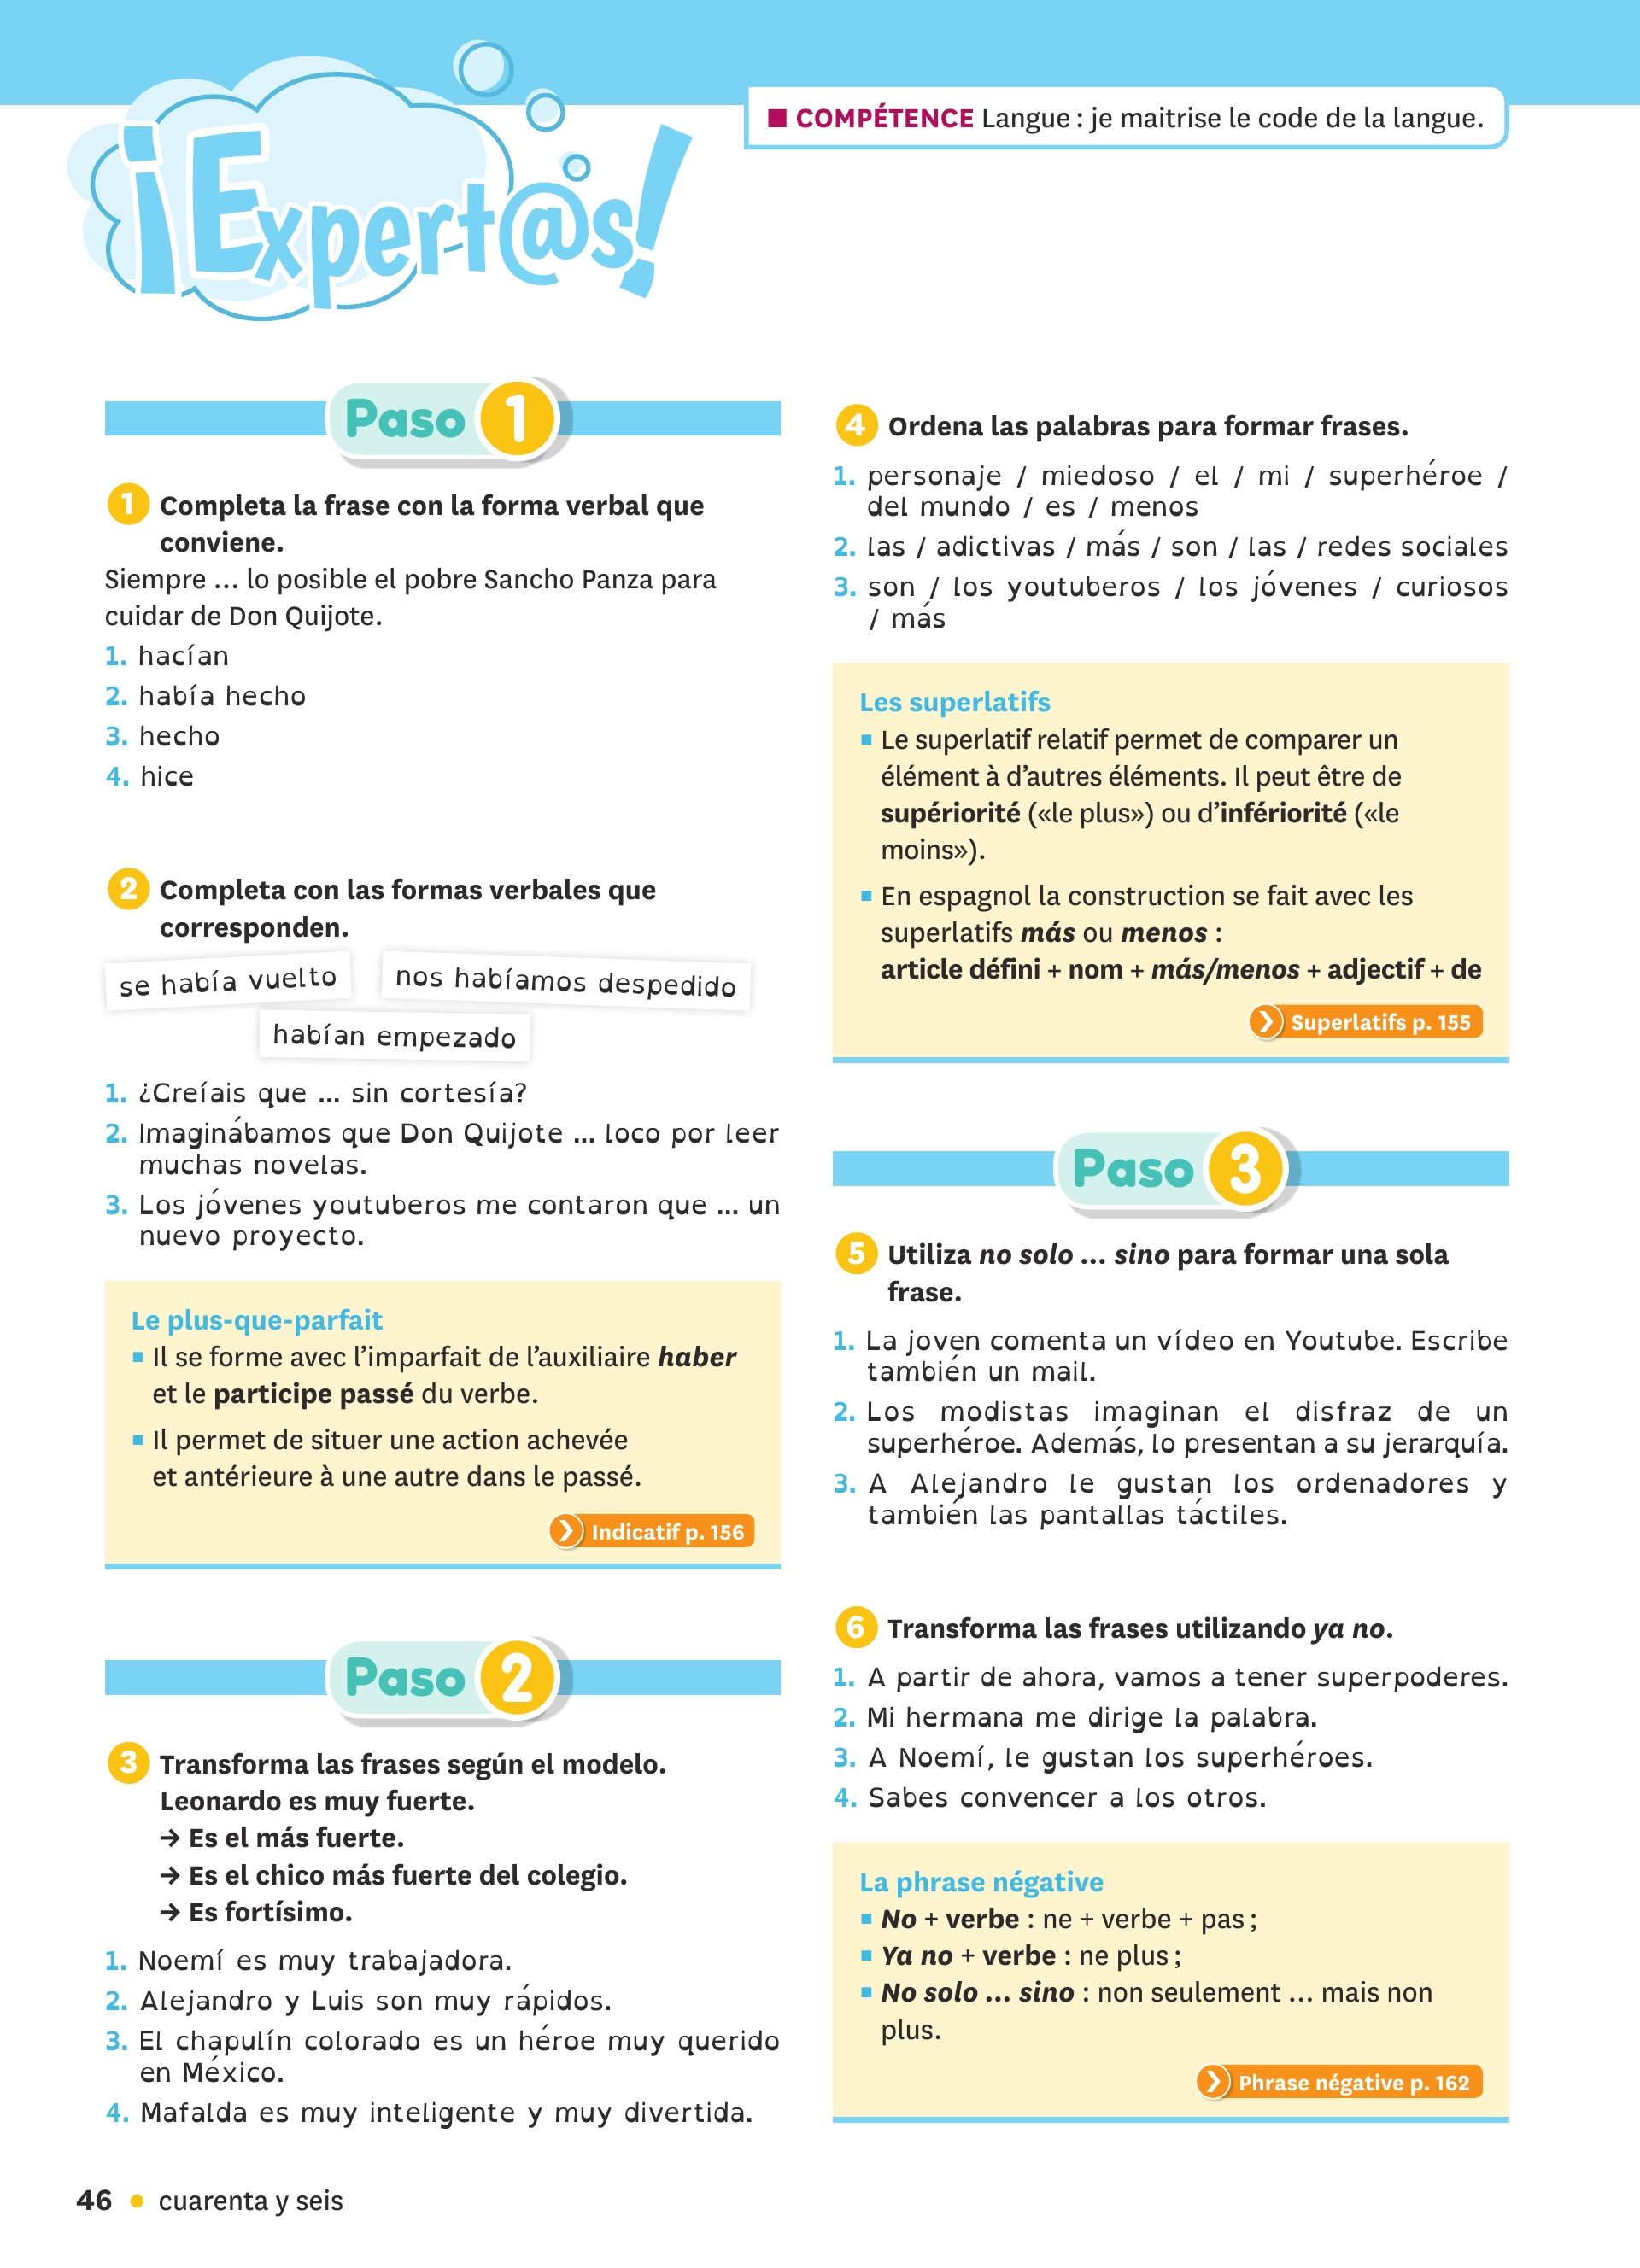 ■ COMPÉTENCE Langue : je maitrise le code de la langue.
¡Expert@s!
Paso 1
1 Completa la frase con la forma verbal que
conviene.
Siempre … lo posible el pobre Sancho Panza para
cuidar de Don Quijote.
1. hacían
2. había hecho
3. hecho
4. hice
2 Completa con las formas verbales que
corresponden.
se había vuelto
nos habíamos despedido
habían empezado
1. ¿Creíais que … sin cortesía?
2. Imaginábamos que Don Quijote … loco por leer
muchas novelas.
3. Los jóvenes youtuberos me contaron que … un
nuevo proyecto.
Le plus-que-parfait
▪ Il se forme avec l’imparfait de l’auxiliaire haber
et le participe passé du verbe.
▪ Il permet de situer une action achevée
et antérieure à une autre dans le passé.
Indicatif p. 156
Paso 2
3 Transforma las frases según el modelo.
Leonardo es muy fuerte.
→ Es el más fuerte.
→ Es el chico más fuerte del colegio.
→ Es fortísimo.
1. Noemí es muy trabajadora.
2. Alejandro y Luis son muy rápidos.
3. El chapulín colorado es un héroe muy querido
en México.
4. Mafalda es muy inteligente y muy divertida.
4 Ordena las palabras para formar frases.
1. personaje / miedoso / el / mi / superhéroe /
del mundo / es / menos
2. las / adictivas / más / son / las / redes sociales
3. son / los youtuberos / los jóvenes / curiosos
/ más
Les superlatifs
▪ Le superlatif relatif permet de comparer un
élément à d’autres éléments. Il peut être de
supériorité («le plus») ou d’infériorité («le
moins»).
▪ En espagnol la construction se fait avec les
superlatifs más ou menos :
article défini + nom + más/menos + adjectif + de
Superlatifs p. 155
Paso 3
5 Utiliza no solo … sino para formar una sola
frase.
1. La joven comenta un vídeo en Youtube. Escribe
también un mail.
2. Los modistas imaginan el disfraz de un
superhéroe. Además, lo presentan a su jerarquía.
3. A Alejandro le gustan los ordenadores y
también las pantallas táctiles.
6 Transforma las frases utilizando ya no.
1. A partir de ahora, vamos a tener superpoderes.
2. Mi hermana me dirige la palabra.
3. A Noemí, le gustan los superhéroes.
4. Sabes convencer a los otros.
La phrase négative
▪ No + verbe : ne + verbe + pas ;
▪ Ya no + verbe : ne plus ;
▪ No solo … sino : non seulement … mais non
plus.
Phrase négative p. 162
46 • cuarenta y seis